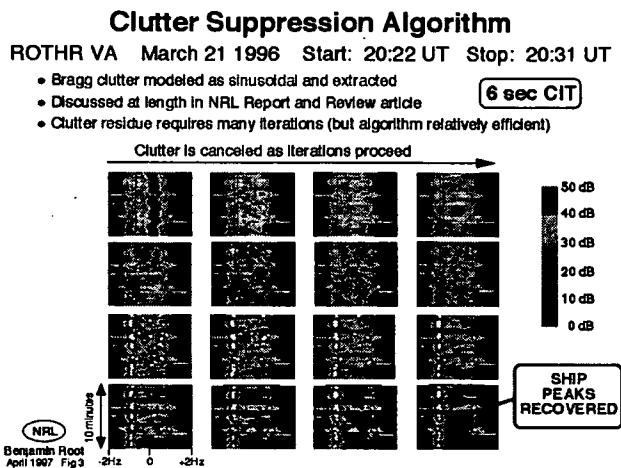 Clutter Suppression Algorithm
ROTHR VA March 21 1996 Start: 20:22 UT Stop: 20:31 UT
• Bragg clutter modeled as sinusoidal and extracted
• Discussed at length in NRL Report and Review article
• Clutter residue requires many iterations (but algorithm relatively efficient)
6 sec CIT
Clutter is canceled as iterations proceed
50 dB
40 dB
30 dB
20 dB
10 dB
0 dB
SHIP
PEAKS
RECOVERED
10 minutes
NRL
Benjamin Root
April 1997 Fig3
-2Hz 0 +2Hz